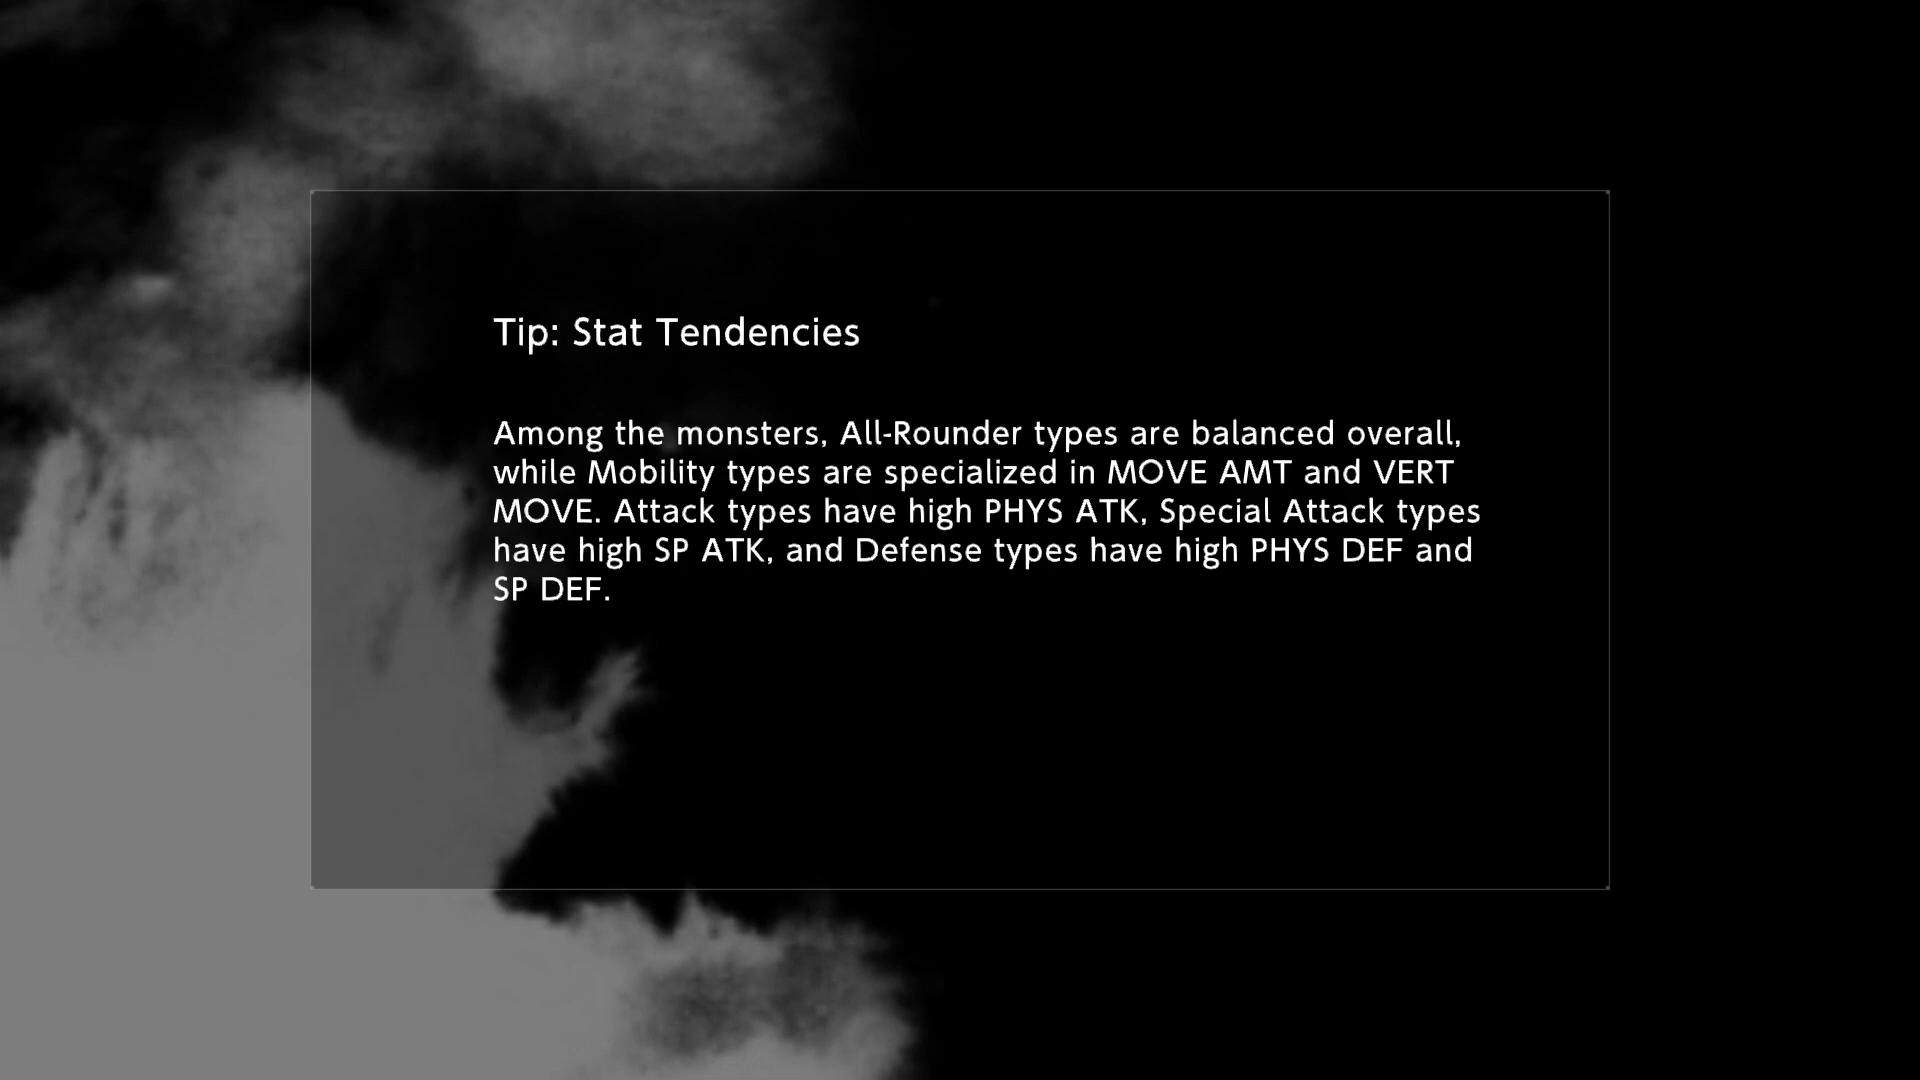 Tip: Stat Tendencies
Among the monsters, All-Rounder types are balanced overall,
while Mobility types are specialized in MOVE AMT and VERT
MOVE. Attack types have high PHYS ATK, Special Attack types
have high SP ATK, and Defense types have high PHYS DEF and
SP DEF.